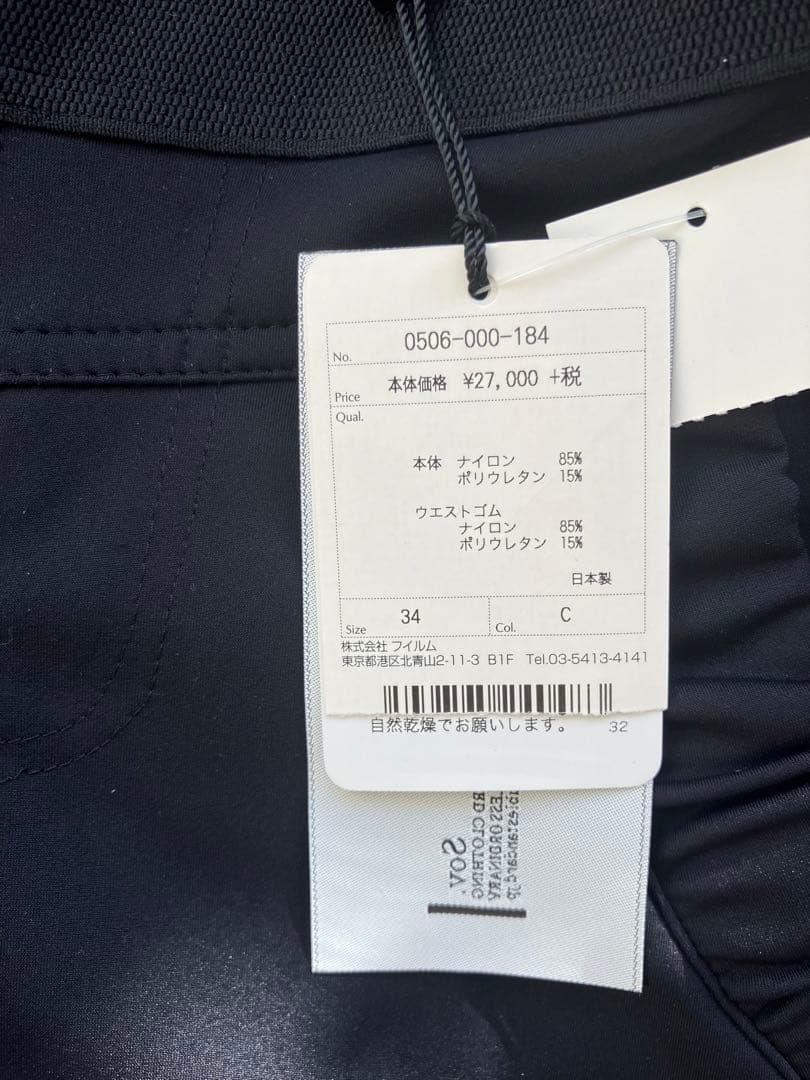 No. 0506-000-184
Price 本体価格 ¥27,000 +税
Qual.
本体 ナイロン 85%
ポリウレタン 15%
ウエストゴム
ナイロン 85%
ポリウレタン 15%
日本製
Size 34 Col. C
株式会社 フイルム
東京都港区北青山2-11-3 B1F Tel.03-5413-4141
自然乾燥でお願いします。 32
LESS ORDINARY
CLOTHING
Sov.